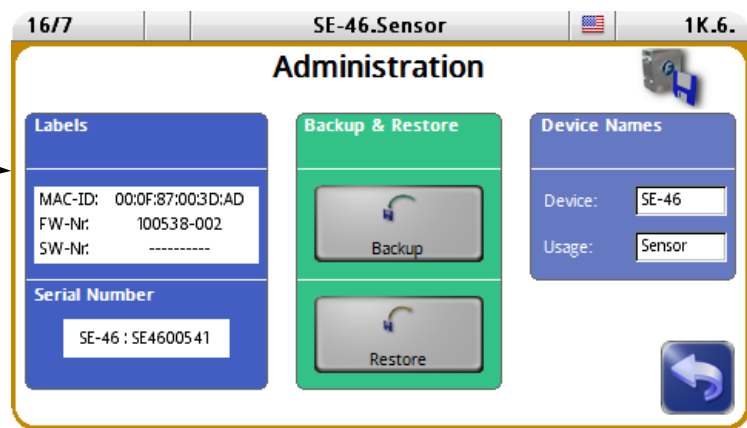 16/7 SE-46.Sensor 1K.6.
Administration
Labels
MAC-ID: 00:0F:87:00:3D:AD
FW-Nr: 100538-002
SW-Nr: ----------
Serial Number
SE-46 : SE4600541
Backup & Restore
Backup
Restore
Device Names
Device: SE-46
Usage: Sensor